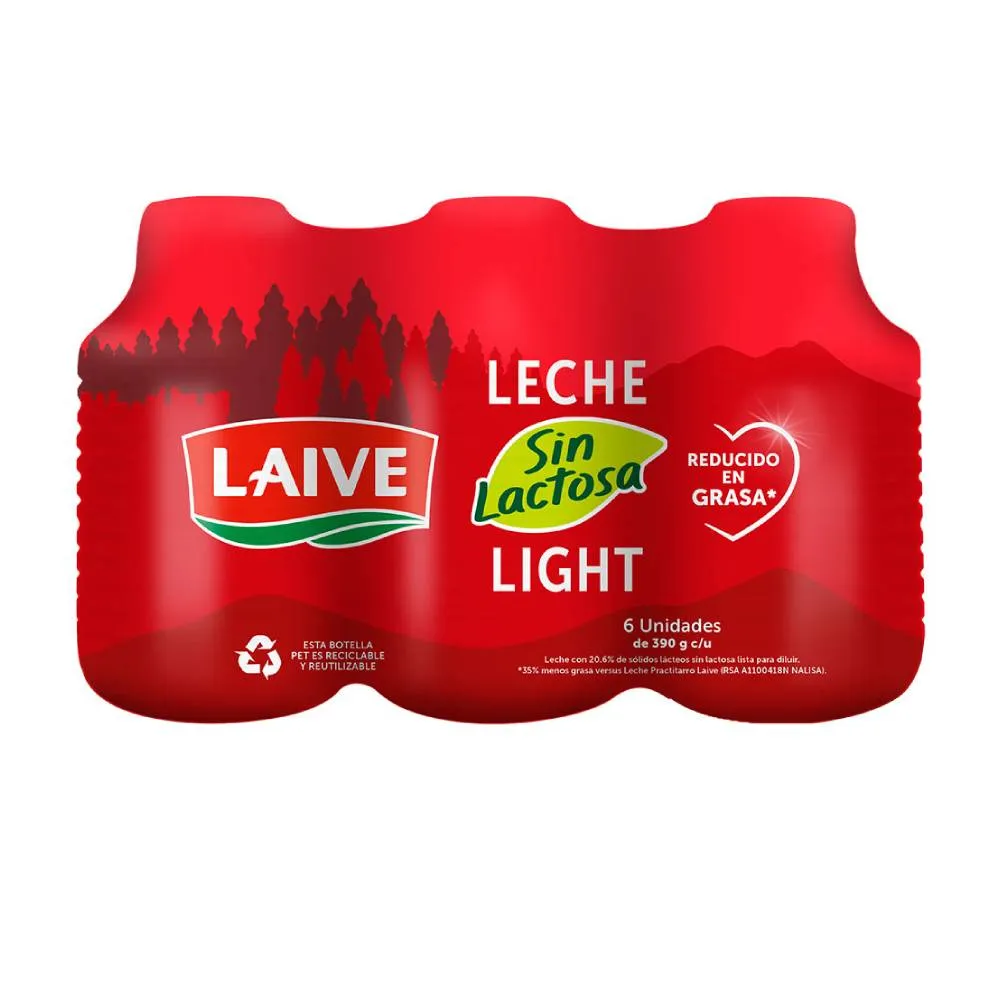 LAIVE
LECHE
Sin
Lactosa
LIGHT
REDUCIDO
EN
GRASA*
ESTA BOTELLA
PET ES RECICLABLE
Y REUTILIZABLE
6 Unidades
de 390 g c/u
Leche con 20.6% de sólidos lácteos sin lactosa lista para diluir.
*35% menos grasa versus Leche Practitarro Laive (RSA A1100418N NALISA).